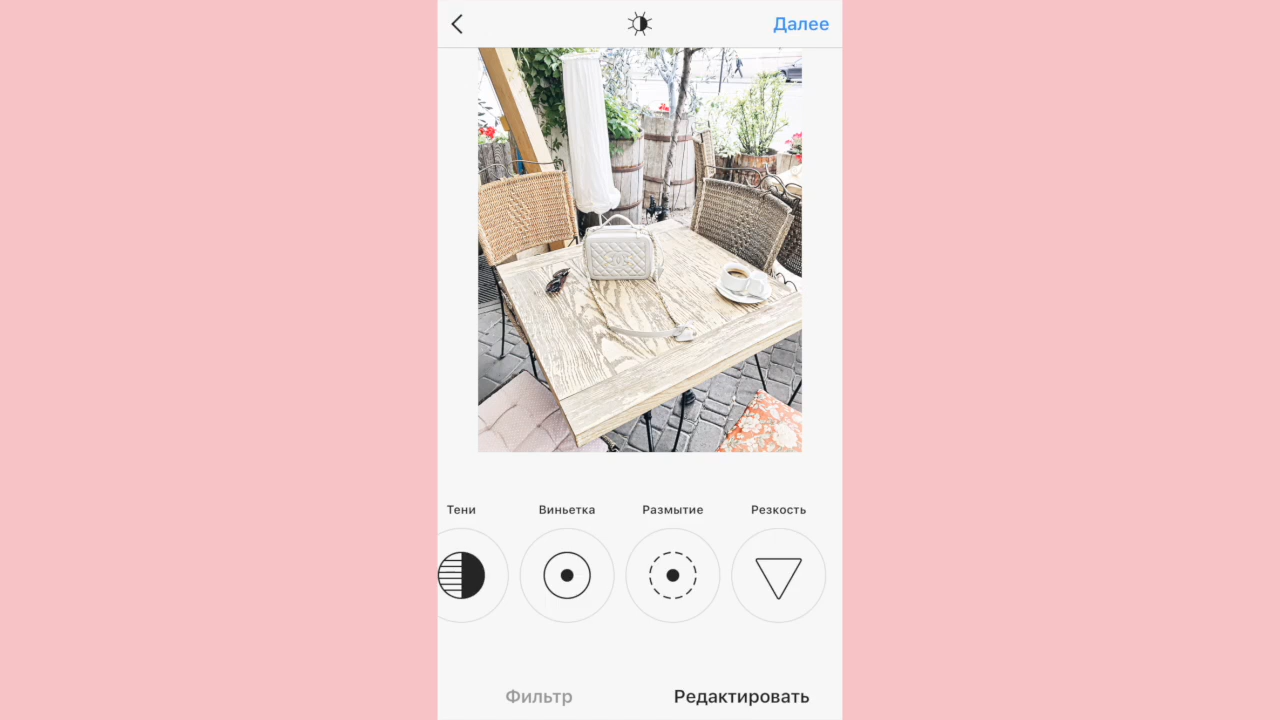 Далее
Тени
Виньетка
Размытие
Резкость
Фильтр
Редактировать